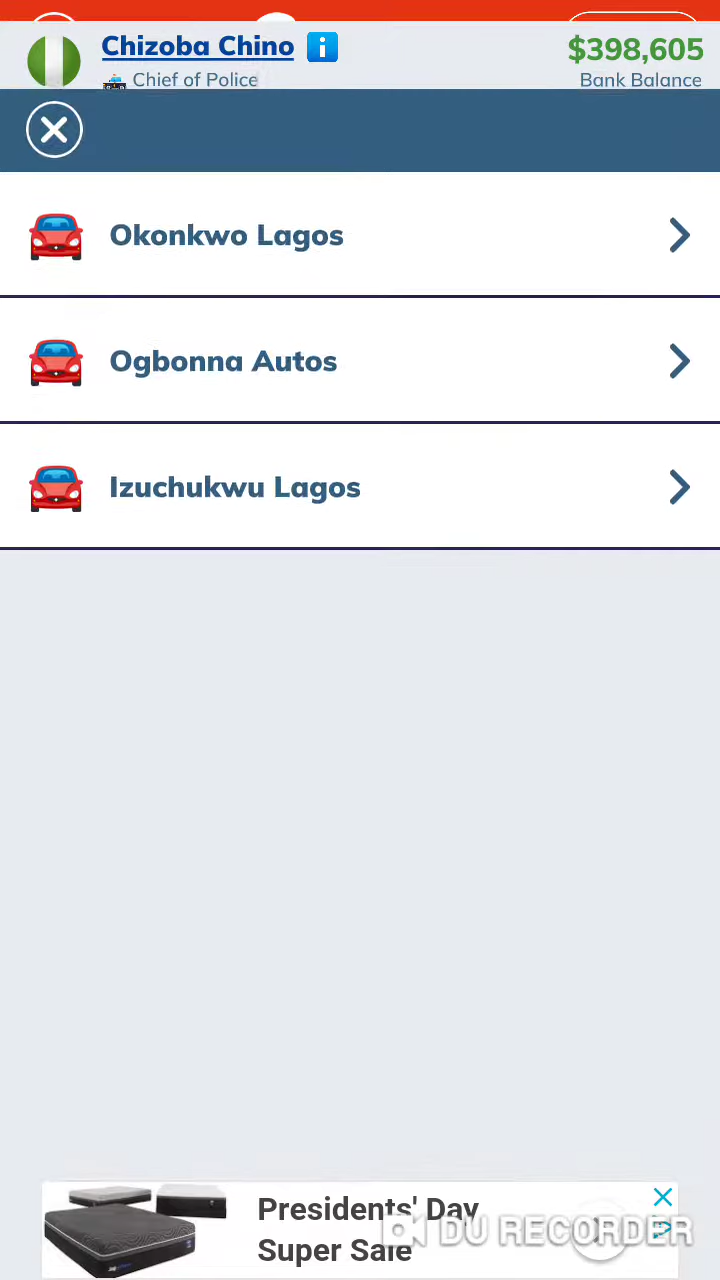 Chizoba Chino
$398,605
Chief of Police
Bank Balance
Okonkwo Lagos
Ogbonna Autos
Izuchukwu Lagos
Presidents' Day
Super Sale
DU RECORDER